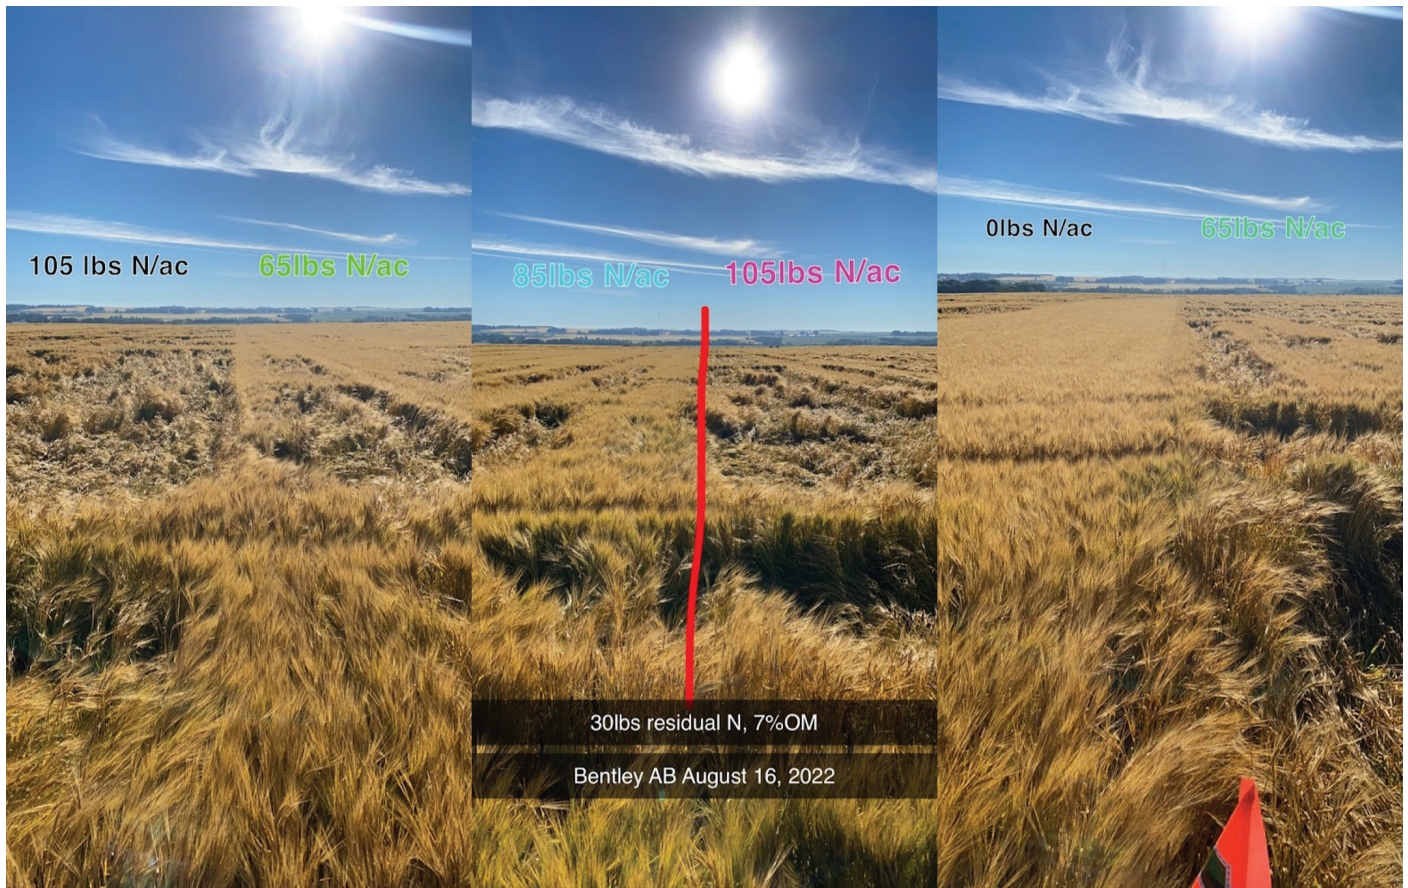 105 lbs N/ac
65lbs N/ac
85lbs N/ac
105lbs N/ac
0lbs N/ac
65lbs N/ac
30lbs residual N, 7%OM
Bentley AB August 16, 2022